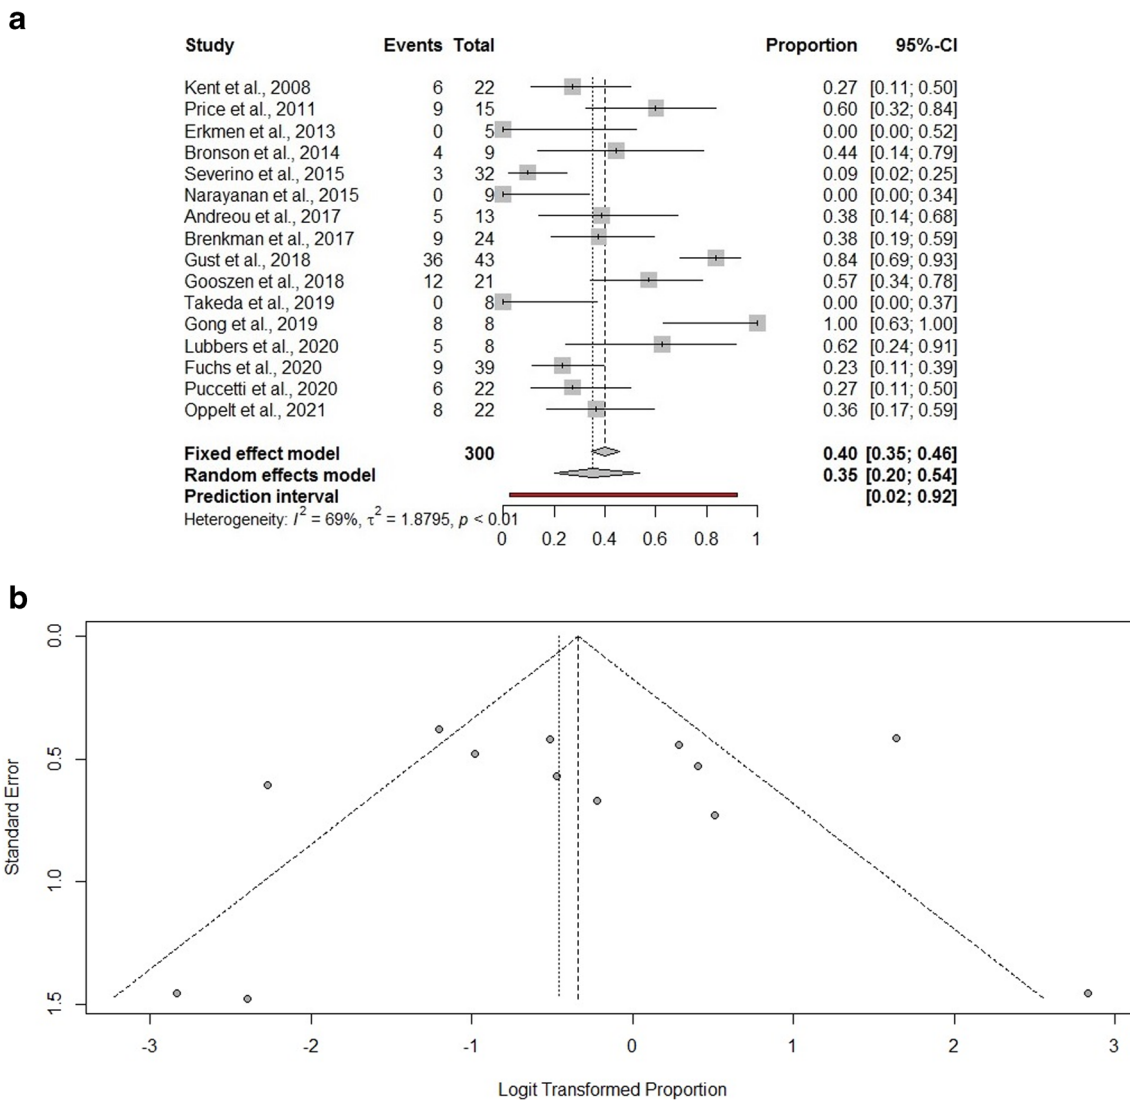 a
Study Events Total Proportion 95%-CI
Kent et al., 2008 6 22 0.27 [0.11; 0.50]
Price et al., 2011 9 15 0.60 [0.32; 0.84]
Erkmen et al., 2013 0 5 0.00 [0.00; 0.52]
Bronson et al., 2014 4 9 0.44 [0.14; 0.79]
Severino et al., 2015 3 32 0.09 [0.02; 0.25]
Narayanan et al., 2015 0 9 0.00 [0.00; 0.34]
Andreou et al., 2017 5 13 0.38 [0.14; 0.68]
Brenkman et al., 2017 9 24 0.38 [0.19; 0.59]
Gust et al., 2018 36 43 0.84 [0.69; 0.93]
Gooszen et al., 2018 12 21 0.57 [0.34; 0.78]
Takeda et al., 2019 0 8 0.00 [0.00; 0.37]
Gong et al., 2019 8 8 1.00 [0.63; 1.00]
Lubbers et al., 2020 5 8 0.62 [0.24; 0.91]
Fuchs et al., 2020 9 39 0.23 [0.11; 0.39]
Puccetti et al., 2020 6 22 0.27 [0.11; 0.50]
Oppelt et al., 2021 8 22 0.36 [0.17; 0.59]
Fixed effect model 300 0.40 [0.35; 0.46]
Random effects model 0.35 [0.20; 0.54]
Prediction interval [0.02; 0.92]
Heterogeneity: I² = 69%, τ² = 1.8795, p < 0.01
0 0.2 0.4 0.6 0.8 1
b
0.0
0.5
1.0
1.5
Standard Error
-3 -2 -1 0 1 2 3
Logit Transformed Proportion